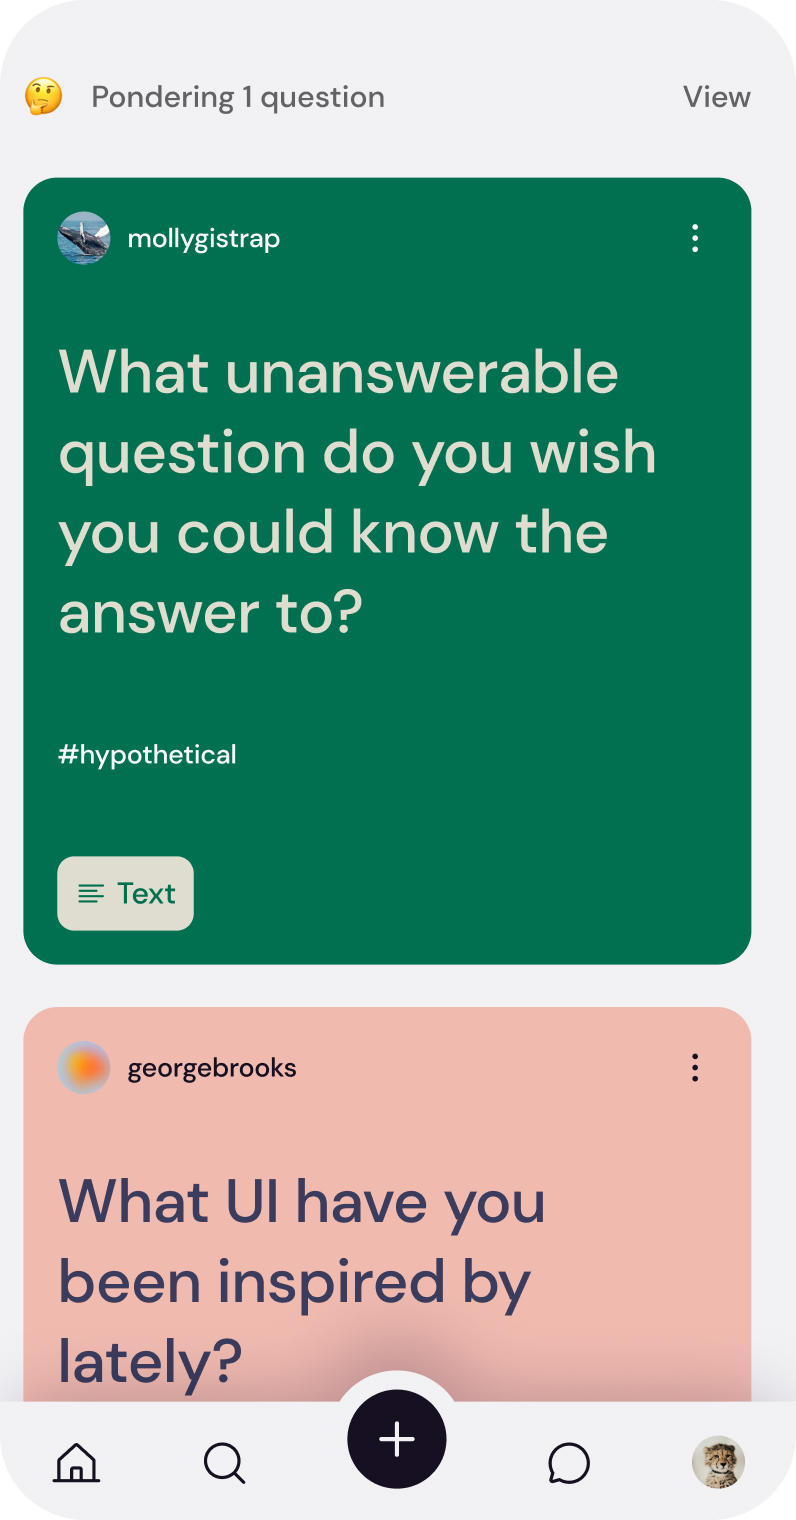 Pondering 1 question
View
mollygistrap
What unanswerable
question do you wish
you could know the
answer to?
#hypothetical
Text
georgebrooks
What UI have you
been inspired by
lately?